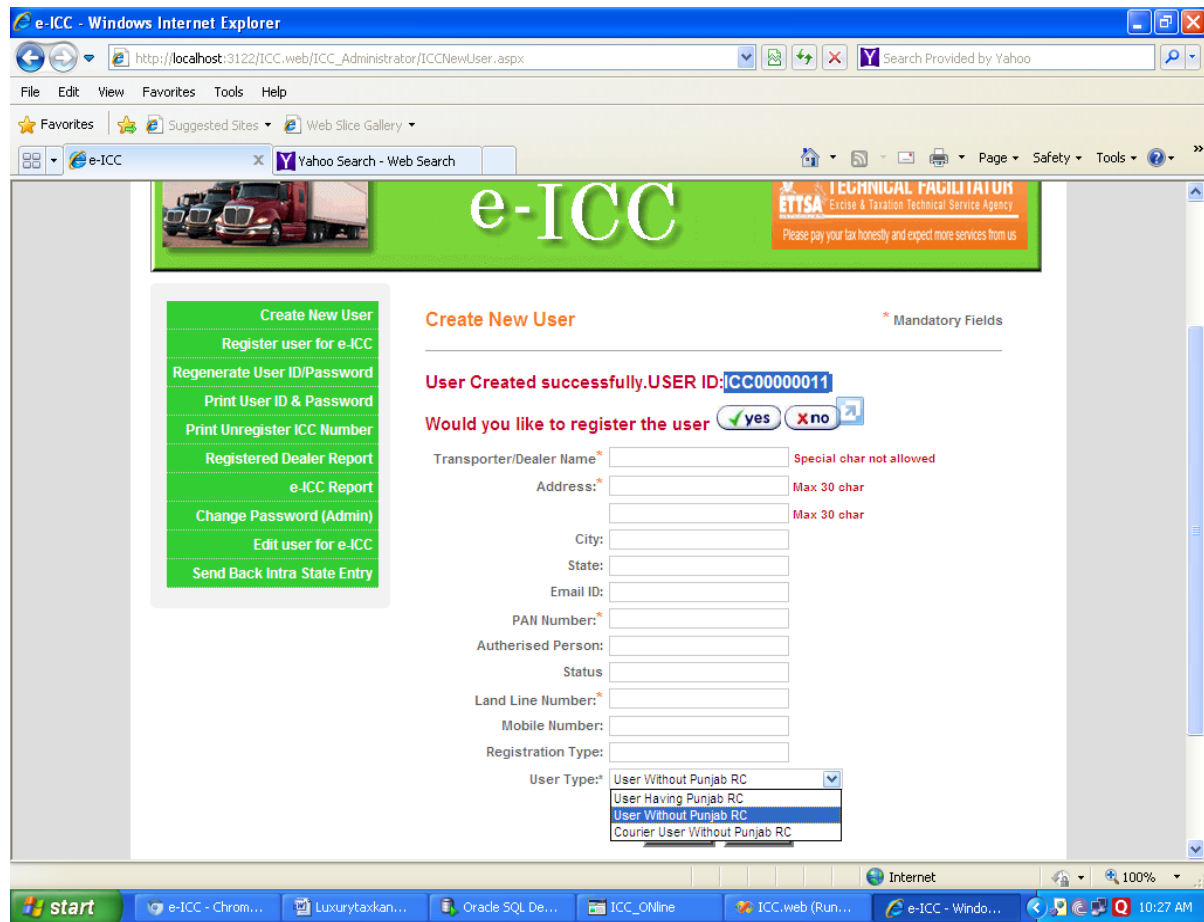 e-ICC - Windows Internet Explorer
http://localhost:3122/ICC.web/ICC_Administrator/ICCNewUser.aspx
Search Provided by Yahoo
File Edit View Favorites Tools Help
Favorites Suggested Sites Web Slice Gallery
e-ICC Yahoo Search - Web Search Page Safety Tools »
e-ICC
TECHNICAL FACILITATOR
ETTSA Excise & Taxation Technical Service Agency
Please pay your tax honestly and expect more services from us
Create New User
Register user for e-ICC
Regenerate User ID/Password
Print User ID & Password
Print Unregister ICC Number
Registered Dealer Report
e-ICC Report
Change Password (Admin)
Edit user for e-ICC
Send Back Intra State Entry
Create New User * Mandatory Fields
User Created successfully.USER ID:ICC00000011
Would you like to register the user yes no
Transporter/Dealer Name* Special char not allowed
Address:* Max 30 char
Max 30 char
City:
State:
Email ID:
PAN Number:*
Autherised Person:
Status
Land Line Number:*
Mobile Number:
Registration Type:
User Type:* User Without Punjab RC
User Having Punjab RC
User Without Punjab RC
Courier User Without Punjab RC
Internet 100%
start e-ICC - Chrom... Luxurytaxkan... Oracle SQL De... ICC_ONline ICC.web (Run... e-ICC - Windo... 10:27 AM